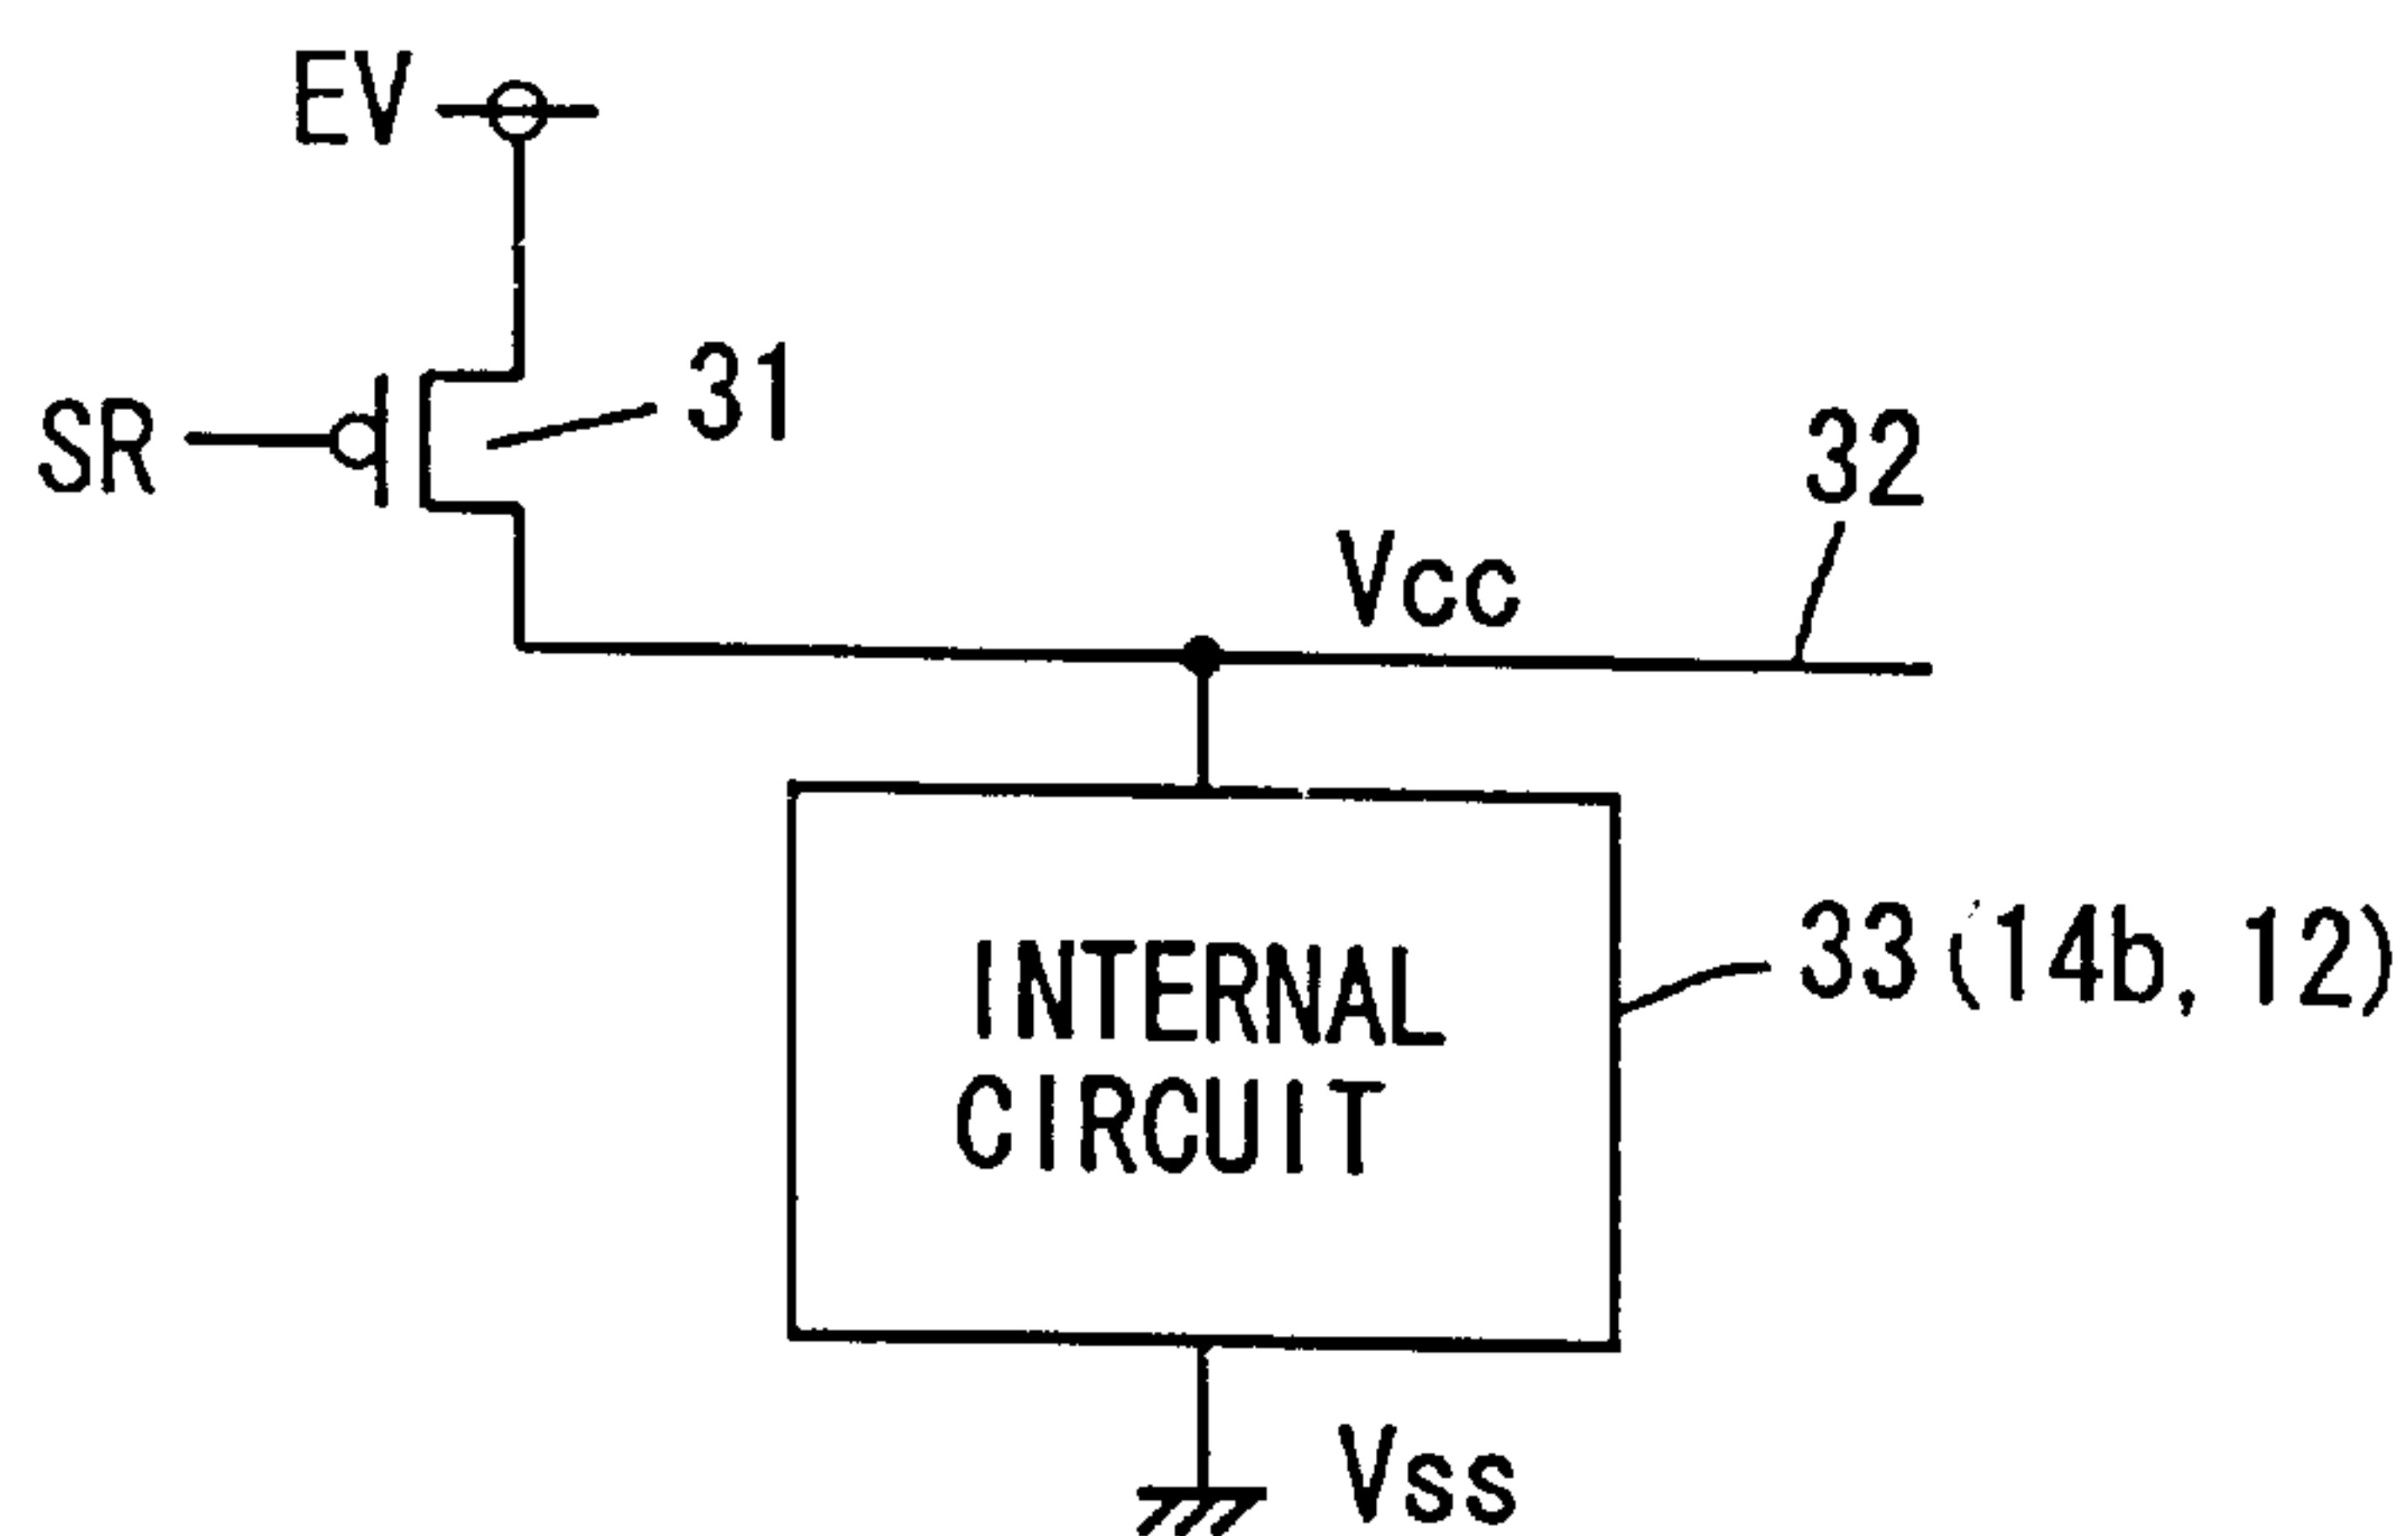 EV
SR
31
32
Vcc
INTERNAL
CIRCUIT
33(14b, 12)
Vss